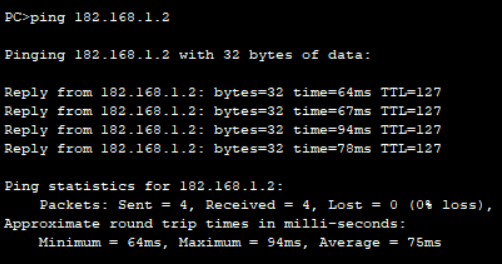 PC>ping 182.168.1.2
Pinging 182.168.1.2 with 32 bytes of data:
Reply from 182.168.1.2: bytes=32 time=64ms TTL=127
Reply from 182.168.1.2: bytes=32 time=67ms TTL=127
Reply from 182.168.1.2: bytes=32 time=94ms TTL=127
Reply from 182.168.1.2: bytes=32 time=78ms TTL=127
Ping statistics for 182.168.1.2:
Packets: Sent = 4, Received = 4, Lost = 0 (0% loss),
Approximate round trip times in milli-seconds:
Minimum = 64ms, Maximum = 94ms, Average = 75ms